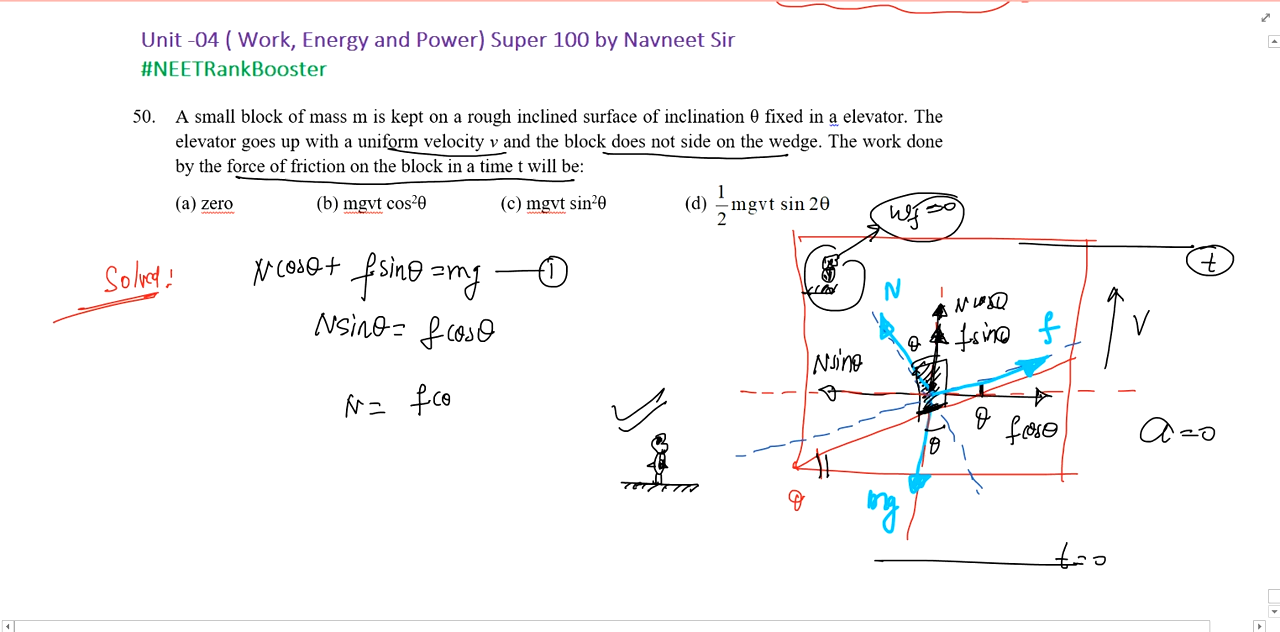 Unit -04 ( Work, Energy and Power) Super 100 by Navneet Sir
#NEETRankBooster
50. A small block of mass m is kept on a rough inclined surface of inclination θ fixed in a elevator. The
elevator goes up with a uniform velocity v and the block does not side on the wedge. The work done
by the force of friction on the block in a time t will be:
(a) zero (b) mgvt cos²θ (c) mgvt sin²θ (d) 1/2 mgvt sin 2θ
Solved:
N cosθ + f sinθ = mg — ①
N sinθ = f cosθ
N = f co
Wf = 0
t
N
N cosθ
θ
f sinθ
f
V
N sinθ
θ
f cosθ
a = 0
θ
θ
mg
t = 0